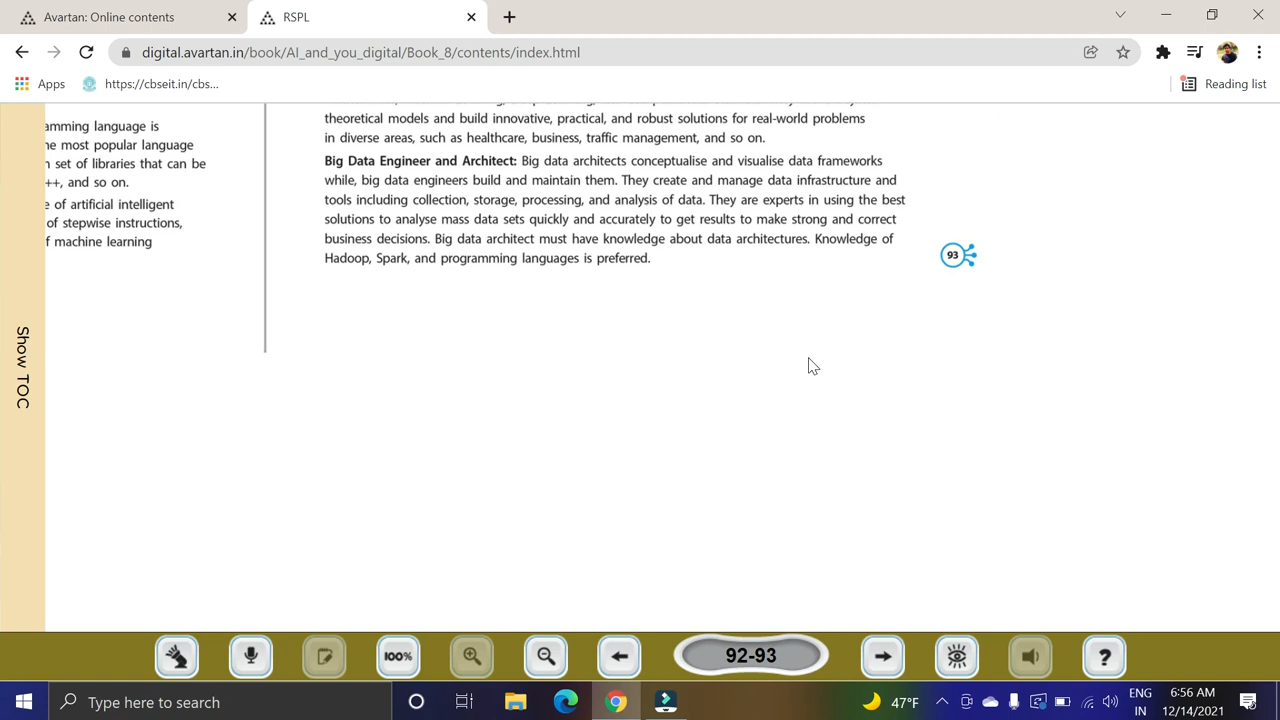 Avartan: Online contents
RSPL
digital.avartan.in/book/AI_and_you_digital/Book_8/contents/index.html
Apps
https://cbseit.in/cbs...
Reading list
amming language is
e most popular language
set of libraries that can be
++, and so on.
e of artificial intelligent
of stepwise instructions,
f machine learning
theoretical models and build innovative, practical, and robust solutions for real-world problems
in diverse areas, such as healthcare, business, traffic management, and so on.
Big Data Engineer and Architect: Big data architects conceptualise and visualise data frameworks
while, big data engineers build and maintain them. They create and manage data infrastructure and
tools including collection, storage, processing, and analysis of data. They are experts in using the best
solutions to analyse mass data sets quickly and accurately to get results to make strong and correct
business decisions. Big data architect must have knowledge about data architectures. Knowledge of
Hadoop, Spark, and programming languages is preferred.
93
Show TOC
100%
92-93
?
Type here to search
47°F
ENG
IN
6:56 AM
12/14/2021